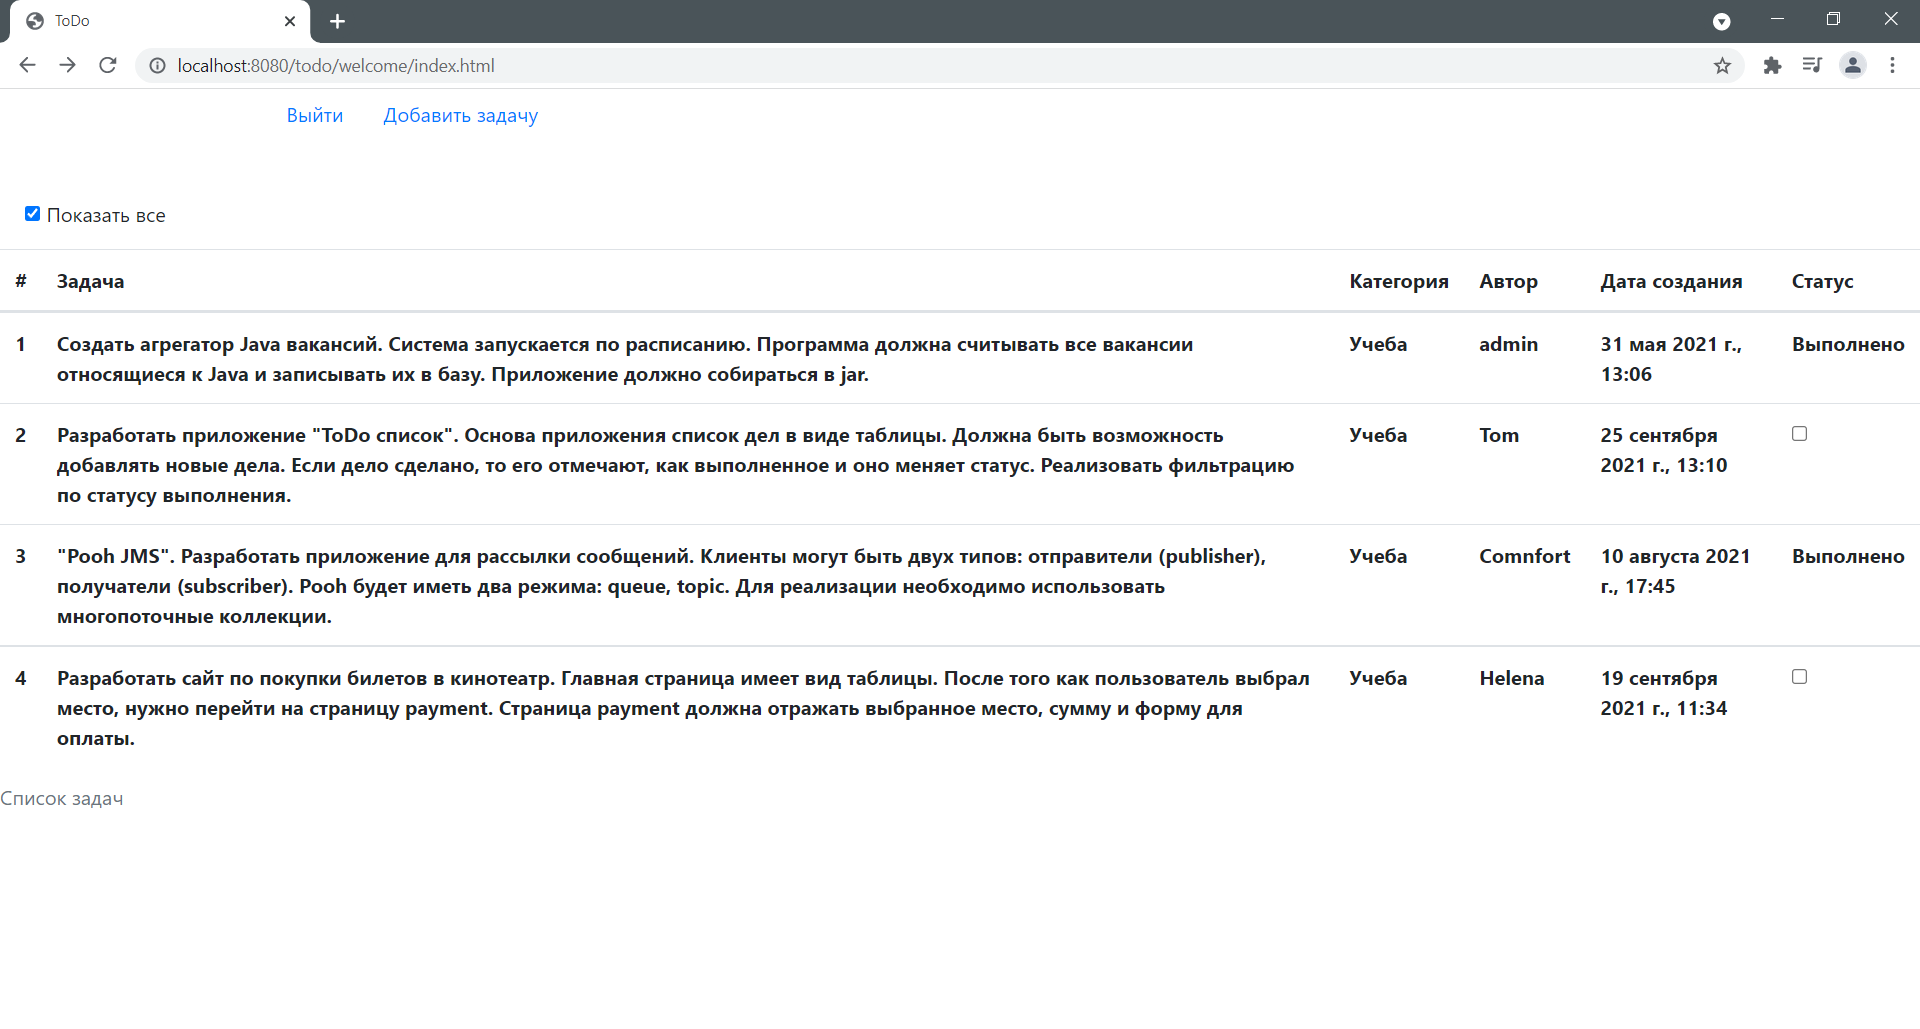 ToDo
localhost:8080/todo/welcome/index.html
Выйти Добавить задачу
Показать все
# Задача Категория Автор Дата создания Статус
1 Создать агрегатор Java вакансий. Система запускается по расписанию. Программа должна считывать все вакансии Учеба admin 31 мая 2021 г., Выполнено
относящиеся к Java и записывать их в базу. Приложение должно собираться в jar. 13:06
2 Разработать приложение "ToDo список". Основа приложения список дел в виде таблицы. Должна быть возможность Учеба Tom 25 сентября
добавлять новые дела. Если дело сделано, то его отмечают, как выполненное и оно меняет статус. Реализовать фильтрацию 2021 г., 13:10
по статусу выполнения.
3 "Pooh JMS". Разработать приложение для рассылки сообщений. Клиенты могут быть двух типов: отправители (publisher), Учеба Comnfort 10 августа 2021 Выполнено
получатели (subscriber). Pooh будет иметь два режима: queue, topic. Для реализации необходимо использовать г., 17:45
многопоточные коллекции.
4 Разработать сайт по покупки билетов в кинотеатр. Главная страница имеет вид таблицы. После того как пользователь выбрал Учеба Helena 19 сентября
место, нужно перейти на страницу payment. Страница payment должна отражать выбранное место, сумму и форму для 2021 г., 11:34
оплаты.
Список задач